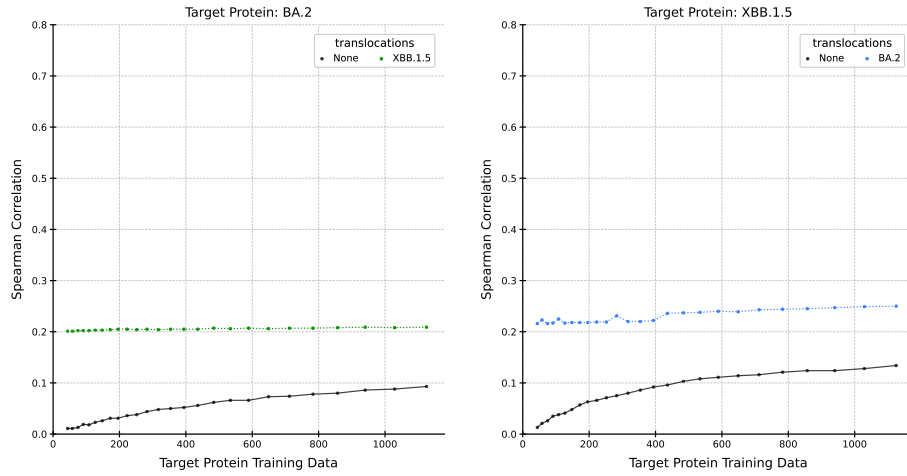 Target Protein: BA.2
translocations
None XBB.1.5
Spearman Correlation
0.8
0.7
0.6
0.5
0.4
0.3
0.2
0.1
0.0
0 200 400 600 800 1000
Target Protein Training Data
Target Protein: XBB.1.5
translocations
None BA.2
Spearman Correlation
0.8
0.7
0.6
0.5
0.4
0.3
0.2
0.1
0.0
0 200 400 600 800 1000
Target Protein Training Data